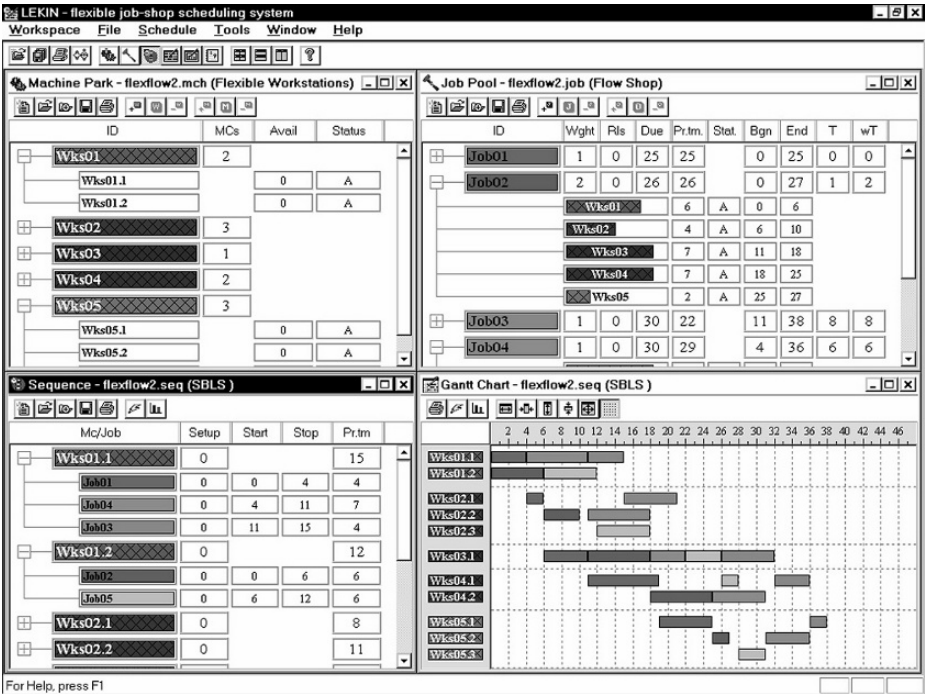 LEKIN - flexible job-shop scheduling system
Workspace File Schedule Tools Window Help
Machine Park - flexflow2.mch (Flexible Workstations)
ID MCs Avail Status
Wks01 2
Wks01.1 0 A
Wks01.2 0 A
Wks02 3
Wks03 1
Wks04 2
Wks05 3
Wks05.1 0 A
Wks05.2 0 A
Job Pool - flexflow2.job (Flow Shop)
ID Wght Rls Due Pr.tm. Stat. Bgn End T wT
Job01 1 0 25 25 0 25 0 0
Job02 2 0 26 26 0 27 1 2
Wks01 6 A 0 6
Wks02 4 A 6 10
Wks03 7 A 11 18
Wks04 7 A 18 25
Wks05 2 A 25 27
Job03 1 0 30 22 11 38 8 8
Job04 1 0 30 29 4 36 6 6
Sequence - flexflow2.seq (SBLS )
Mc/Job Setup Start Stop Pr.tm
Wks01.1 0 15
Job01 0 0 4 4
Job04 0 4 11 7
Job03 0 11 15 4
Wks01.2 0 12
Job02 0 0 6 6
Job05 0 6 12 6
Wks02.1 0 8
Wks02.2 0 11
Gantt Chart - flexflow2.seq (SBLS )
2 4 6 8 10 12 14 16 18 20 22 24 26 28 30 32 34 36 38 40 42 44 46
Wks01.1
Wks01.2
Wks02.1
Wks02.2
Wks02.3
Wks03.1
Wks04.1
Wks04.2
Wks05.1
Wks05.2
Wks05.3
For Help, press F1